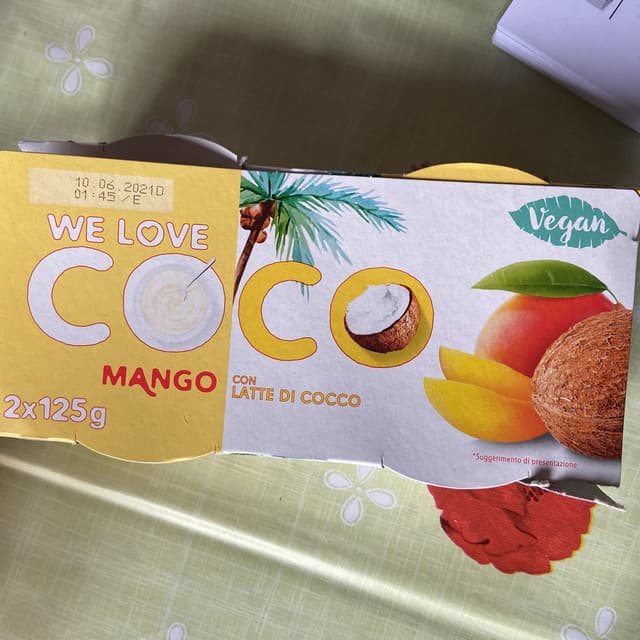 10.06.2021D
01:45/E
WE LOVE
COCO
Vegan
MANGO
CON
LATTE DI COCCO
2x125g
*Suggerimento di presentazione